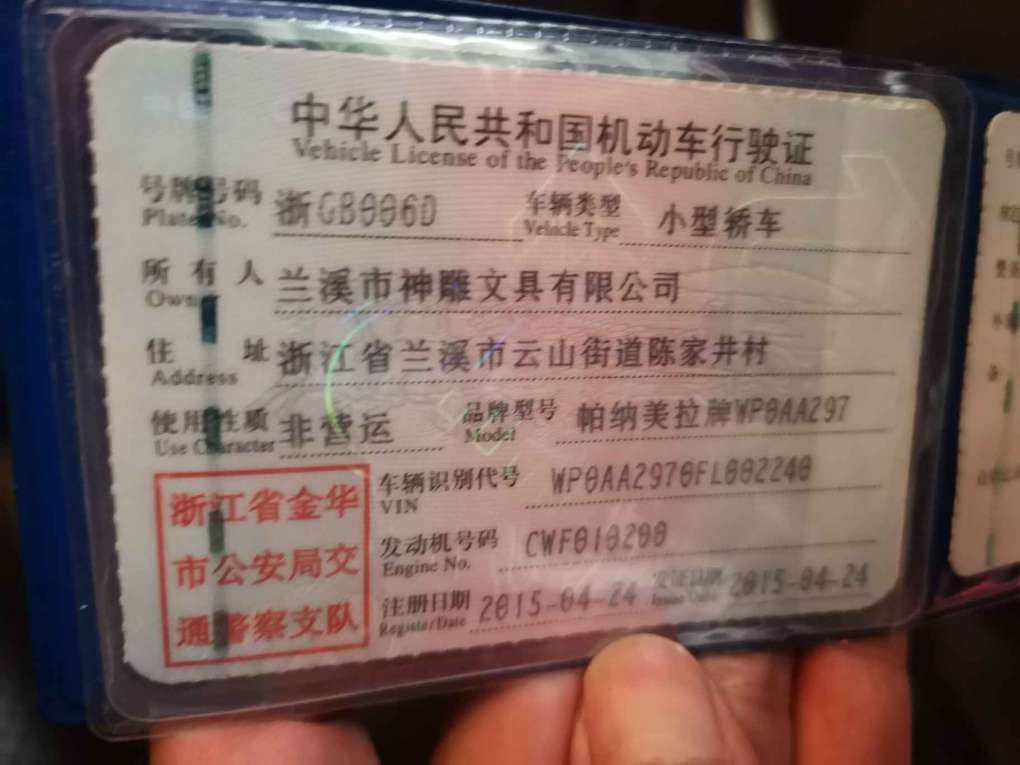 中华人民共和国机动车行驶证
Vehicle License of the People's Republic of China
号牌号码 浙GB006D 车辆类型 小型轿车
Plate No. Vehicle Type
所有人 兰溪市神雕文具有限公司
Owner
住址 浙江省兰溪市云山街道陈家井村
Address
使用性质 非营运 品牌型号 帕纳美拉牌WP0AA297
Use Character Model
车辆识别代号 WP0AA2970FL002240
VIN
发动机号码 CWF010200
Engine No.
注册日期 2015-04-24 发证日期 2015-04-24
Register Date Issue Date
浙江省金华
市公安局交
通警察支队